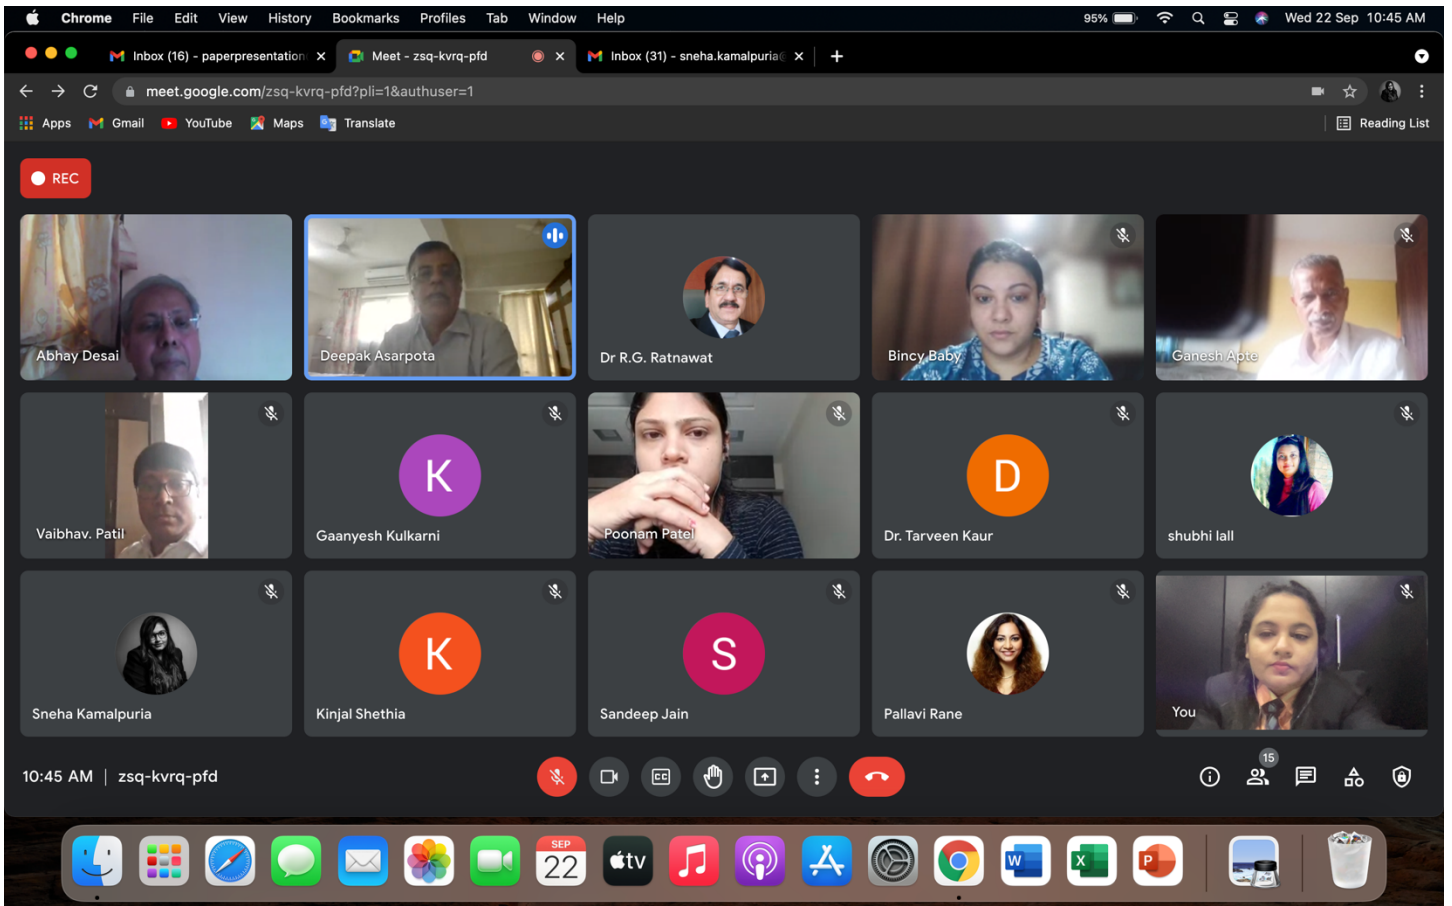 Chrome File Edit View History Bookmarks Profiles Tab Window Help 95% Wed 22 Sep 10:45 AM
Inbox (16) - paperpresentation Meet - zsq-kvrq-pfd Inbox (31) - sneha.kamalpuria@
meet.google.com/zsq-kvrq-pfd?pli=1&authuser=1
Apps Gmail YouTube Maps Translate Reading List
REC
Abhay Desai Deepak Asarpota Dr R.G. Ratnawat Bincy Baby Ganesh Apte
K D
Vaibhav. Patil Gaanyesh Kulkarni Poonam Patel Dr. Tarveen Kaur shubhi lall
K S
Sneha Kamalpuria Kinjal Shethia Sandeep Jain Pallavi Rane You
10:45 AM | zsq-kvrq-pfd CC 15
SEP
22 tv W X P